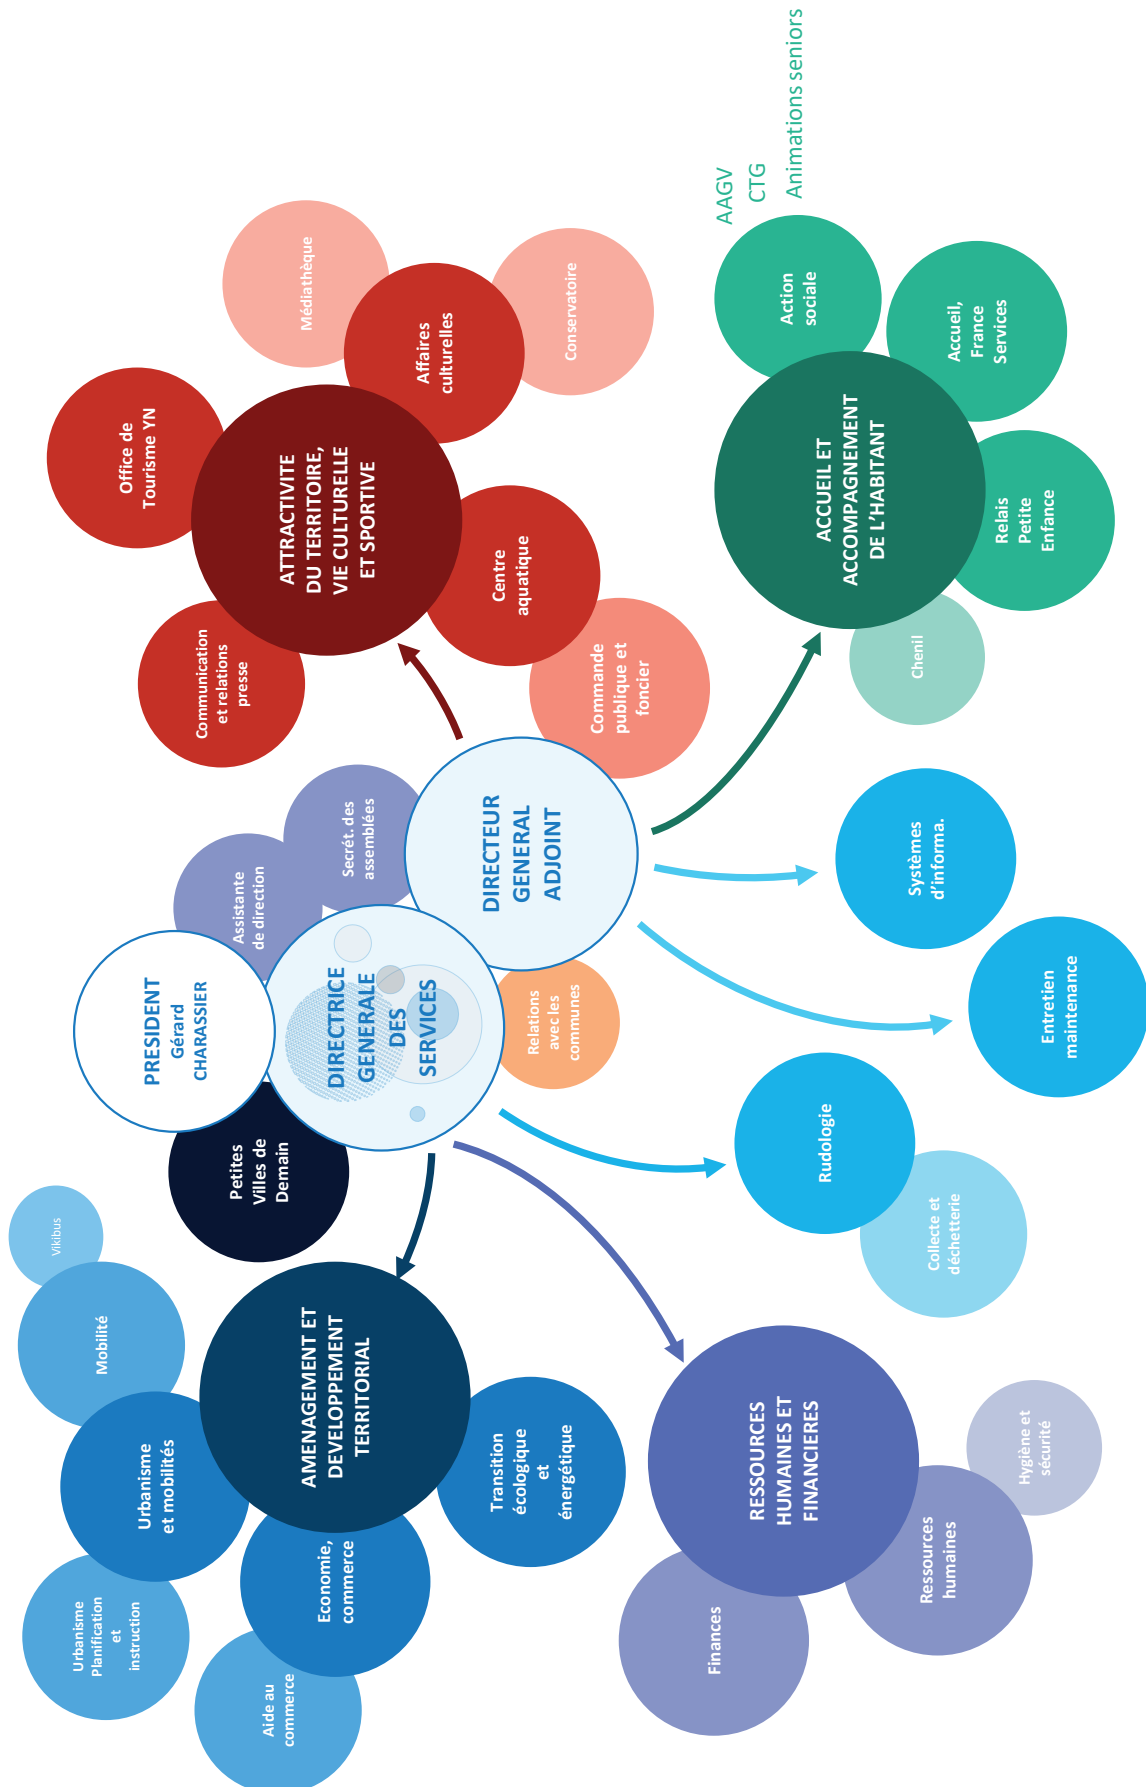 PRESIDENT
Gérard
CHARASSIER
DIRECTRICE
GENERALE
DES
SERVICES
DIRECTEUR
GENERAL
ADJOINT
Assistante
de direction
Secrét. des
assemblées
Petites
Villes de
Demain
Relations
avec les
communes
Commande
publique et
foncier
AMENAGEMENT ET
DEVELOPPEMENT
TERRITORIAL
Urbanisme
et mobilités
Mobilité
Vikibus
Urbanisme
Planification
et
instruction
Economie,
commerce
Aide au
commerce
Transition
écologique
et
énergétique
RESSOURCES
HUMAINES ET
FINANCIERES
Finances
Ressources
humaines
Hygiène et
sécurité
Rudologie
Collecte et
déchetterie
Entretien
maintenance
Systèmes
d'informa.
ATTRACTIVITE
DU TERRITOIRE,
VIE CULTURELLE
ET SPORTIVE
Communication
et relations
presse
Office de
Tourisme YN
Affaires
culturelles
Médiathèque
Conservatoire
Centre
aquatique
ACCUEIL ET
ACCOMPAGNEMENT
DE L'HABITANT
Chenil
Relais
Petite
Enfance
Accueil,
France
Services
Action
sociale
AAGV
CTG
Animations seniors